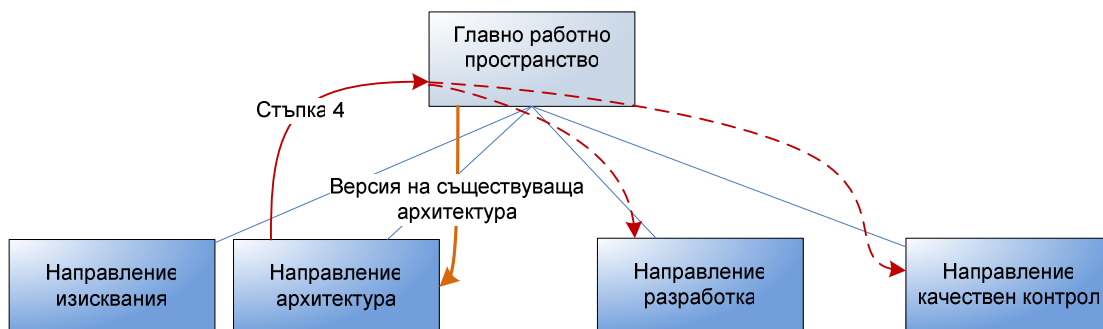 Главно работно
пространство
Стъпка 4
Версия на съществуваща
архитектура
Направление
изисквания
Направление
архитектура
Направление
разработка
Направление
качествен контрол